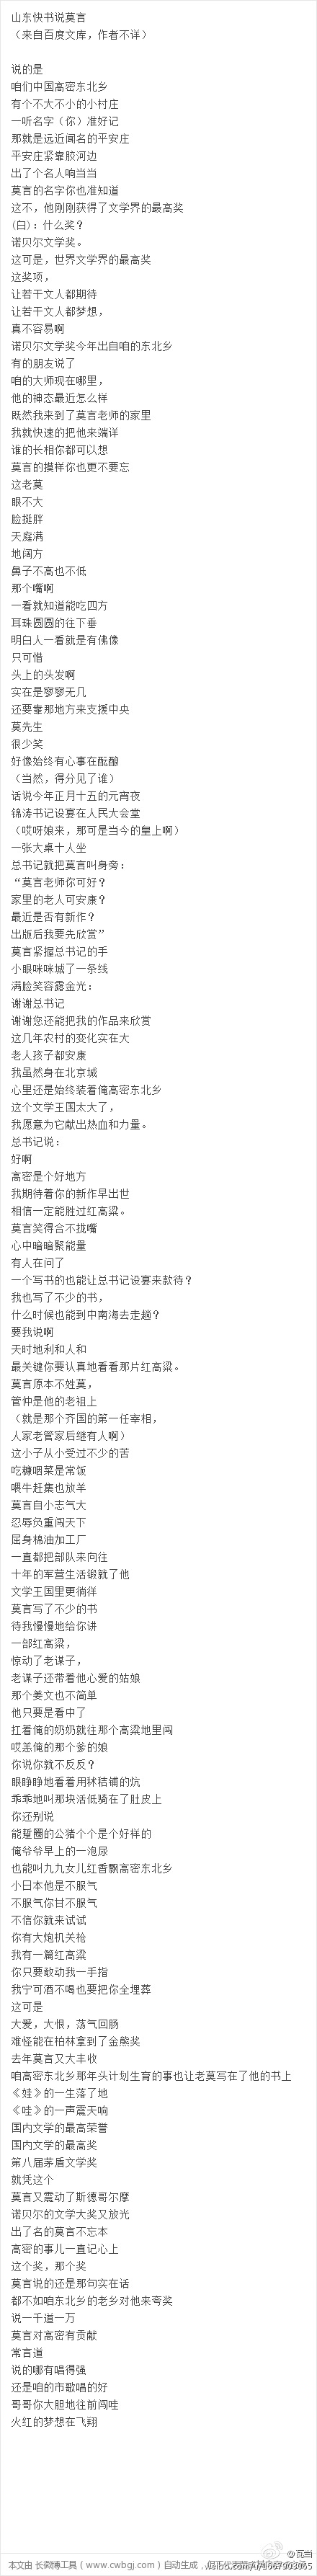 山东快书说莫言
（来自百度文库，作者不详）
说的是
咱们中国高密东北乡
有个不大不小的小村庄
一听名字（你）准好记
那就是远近闻名的平安庄
平安庄紧靠胶河边
出了个名人响当当
莫言的名字你也准知道
这不，他刚刚获得了文学界的最高奖
(白)：什么奖？
诺贝尔文学奖。
这可是，世界文学界的最高奖
这奖项，
让若干文人都期待
让若干文人都梦想，
真不容易啊
诺贝尔文学奖今年出自咱的东北乡
有的朋友说了
咱的大师现在哪里，
他的神态最近怎么样
既然我来到了莫言老师的家里
我就快速的把他来端详
谁的长相你都可以想
莫言的摸样你也更不要忘
这老莫
眼不大
脸挺胖
天庭满
地阔方
鼻子不高也不低
那个嘴啊
一看就知道能吃四方
耳珠圆圆的往下垂
明白人一看就是有佛像
只可惜
头上的头发啊
实在是寥寥无几
还要靠那地方来支援中央
莫先生
很少笑
好像始终有心事在酝酿
（当然，得分见了谁）
话说今年正月十五的元宵夜
锦涛书记设宴在人民大会堂
（哎呀娘来，那可是当今的皇上啊）
一张大桌十人坐
总书记就把莫言叫身旁：
“莫言老师你可好？
家里的老人可安康？
最近是否有新作？
出版后我要先欣赏”
莫言紧握总书记的手
小眼咪咪城了一条线
满脸笑容露金光：
谢谢总书记
谢谢您还能把我的作品来欣赏
这几年农村的变化实在大
老人孩子都安康
我虽然身在北京城
心里还是始终装着俺高密东北乡
这个文学王国太大了，
我愿意为它献出热血和力量。
总书记说：
好啊
高密是个好地方
我期待着你的新作早出世
相信一定能胜过红高粱。
莫言笑得合不拢嘴
心中暗暗聚能量
有人在问了
一个写书的也能让总书记设宴来款待？
我也写了不少的书，
什么时候也能到中南海去走趟？
要我说啊
天时地利和人和
最关键你要认真地看看那片红高粱。
莫言原本不姓莫，
管仲是他的老祖上
（就是那个齐国的第一任宰相，
人家老管家后继有人啊）
这小子从小受过不少的苦
吃糠咽菜是常饭
喂牛赶集也放羊
莫言自小志气大
忍辱负重闯天下
屈身棉油加工厂
一直都把部队来向往
十年的军营生活锻就了他
文学王国里更徜徉
莫言写了不少的书
待我慢慢地给你讲
一部红高粱，
惊动了老谋子，
老谋子还带着他心爱的姑娘
那个姜文也不简单
他只要是看中了
扛着俺的奶奶就往那个高粱地里闯
哎恙俺的那个爹的娘
你说你就不反反？
眼睁睁地看着用秫秸铺的炕
乖乖地叫那块活低骑在了肚皮上
你还别说
能踅圈的公猪个个是个好样的
俺爷爷早上的一泡尿
也能叫九九女儿红香飘高密东北乡
小日本他是不服气
不服气你甘不服气
不信你就来试试
你有大炮机关枪
我有一篇红高粱
你只要敢动我一手指
我宁可酒不喝也要把你全埋葬
这可是
大爱，大恨，荡气回肠
难怪能在柏林拿到了金熊奖
去年莫言又大丰收
咱高密东北乡那年头计划生育的事也让老莫写在了他的书上
《娃》的一生落了地
《哇》的一声震天响
国内文学的最高荣誉
国内文学的最高奖
第八届茅盾文学奖
就凭这个
莫言又震动了斯德哥尔摩
诺贝尔的文学大奖又放光
出了名的莫言不忘本
高密的事儿一直记心上
这个奖，那个奖
莫言说的还是那句实在话
都不如咱东北乡的老乡对他来夸奖
说一千道一万
莫言对高密有贡献
常言道
说的哪有唱得强
还是咱的市歌唱的好
哥哥你大胆地往前闯哇
火红的梦想在飞翔
本文由 长微博工具（www.cwbgj.com）自动生成，